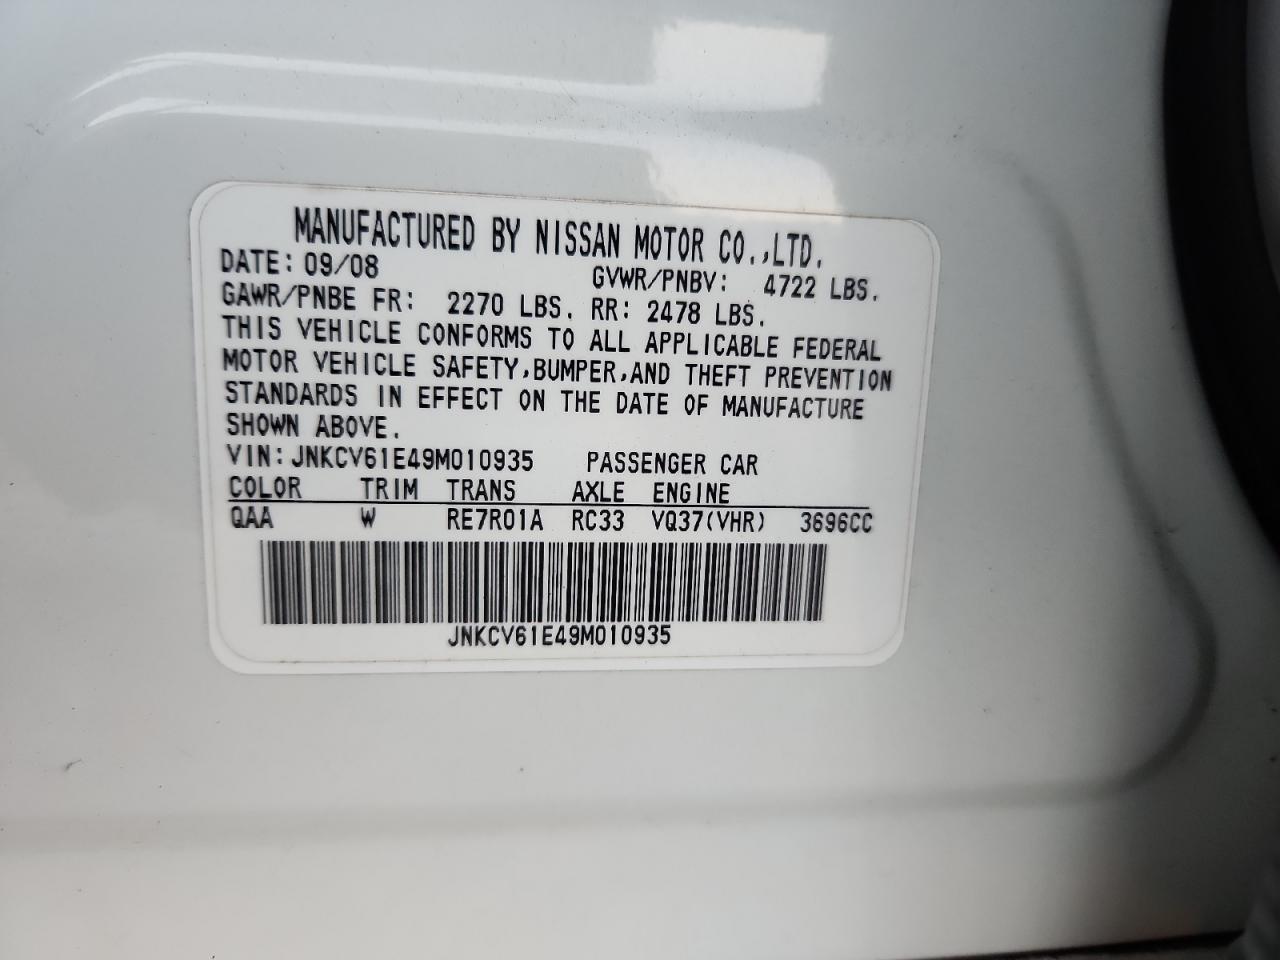 MANUFACTURED BY NISSAN MOTOR CO.,LTD.
DATE: 09/08 GVWR/PNBV: 4722 LBS.
GAWR/PNBE FR: 2270 LBS. RR: 2478 LBS.
THIS VEHICLE CONFORMS TO ALL APPLICABLE FEDERAL
MOTOR VEHICLE SAFETY,BUMPER,AND THEFT PREVENTION
STANDARDS IN EFFECT ON THE DATE OF MANUFACTURE
SHOWN ABOVE.
VIN:JNKCV61E49M010935 PASSENGER CAR
COLOR TRIM TRANS AXLE ENGINE
QAA W RE7R01A RC33 VQ37(VHR) 3696CC
JNKCV61E49M010935